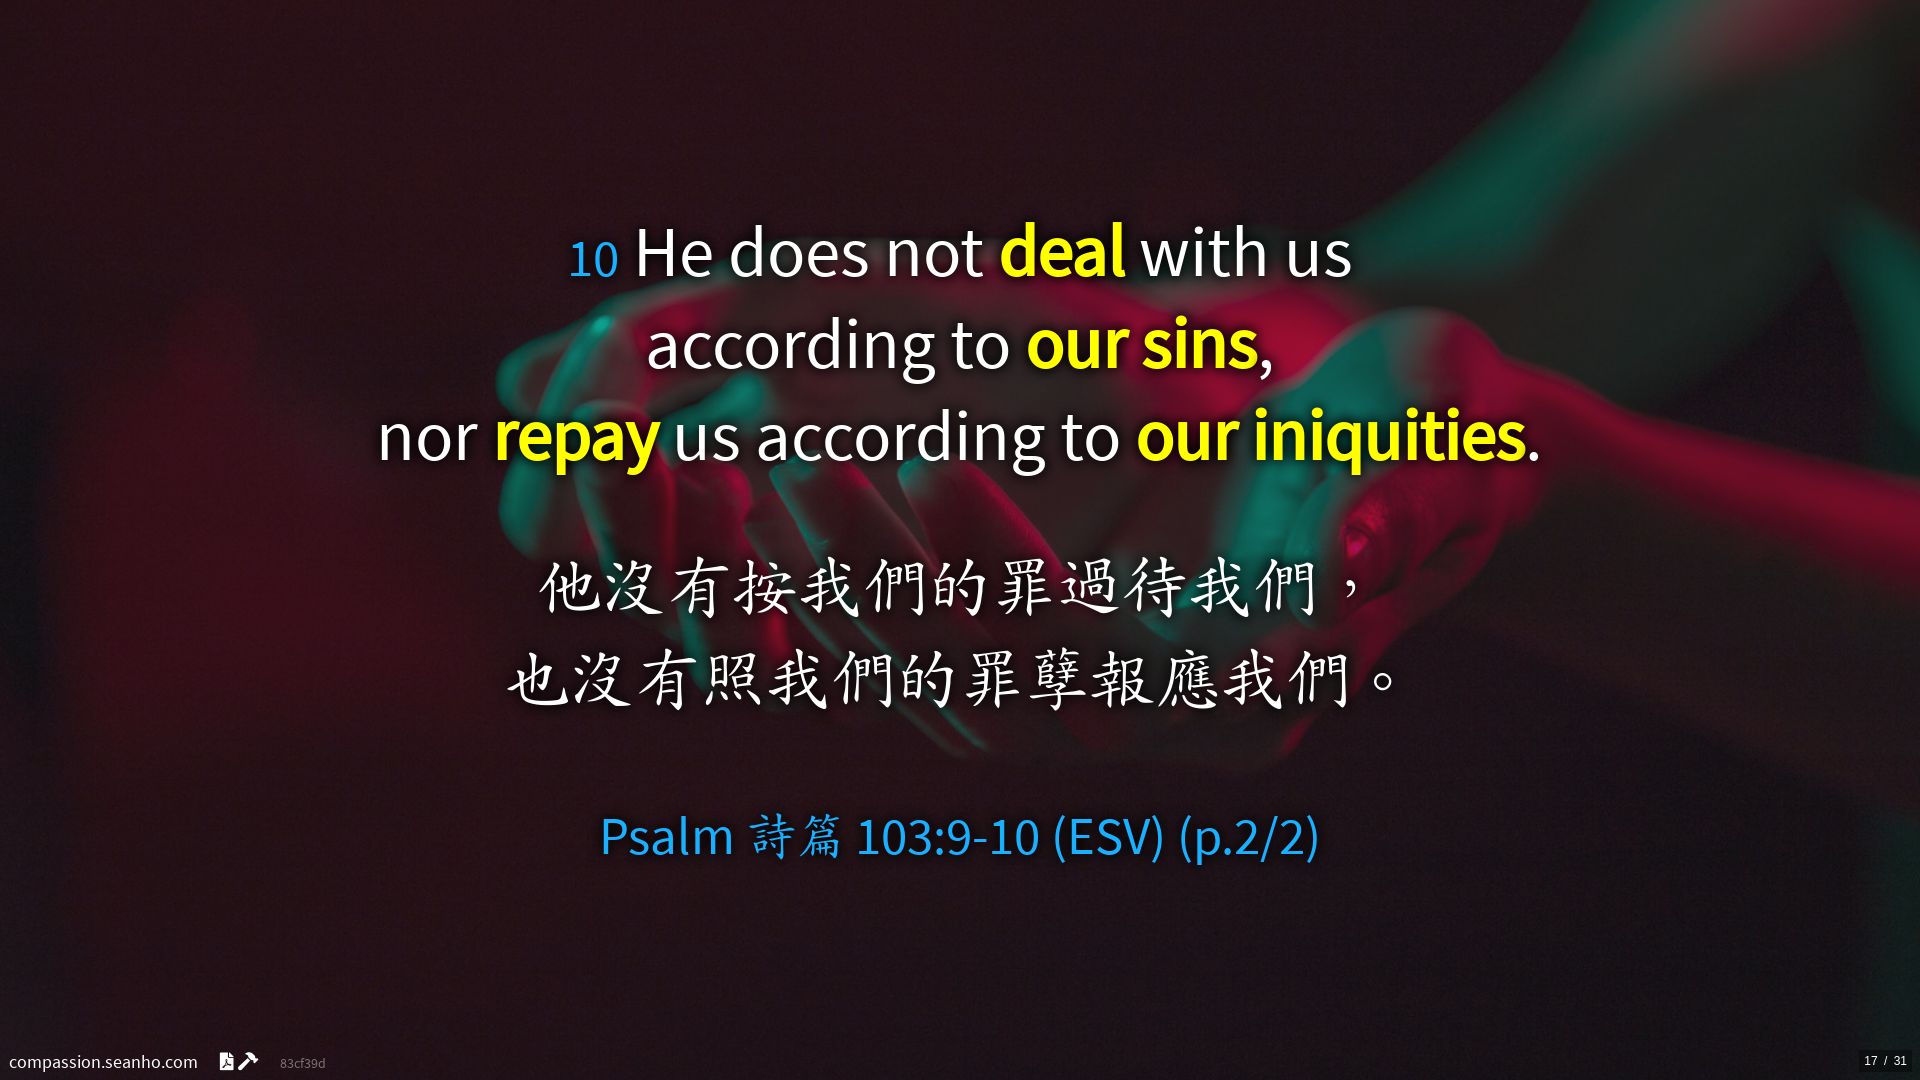 10 He does not deal with us
according to our sins,
nor repay us according to our iniquities.
他沒有按我們的罪過待我們，
也沒有照我們的罪孽報應我們。
Psalm 詩篇 103:9-10 (ESV) (p.2/2)
compassion.seanho.com 83cf39d
17 / 31